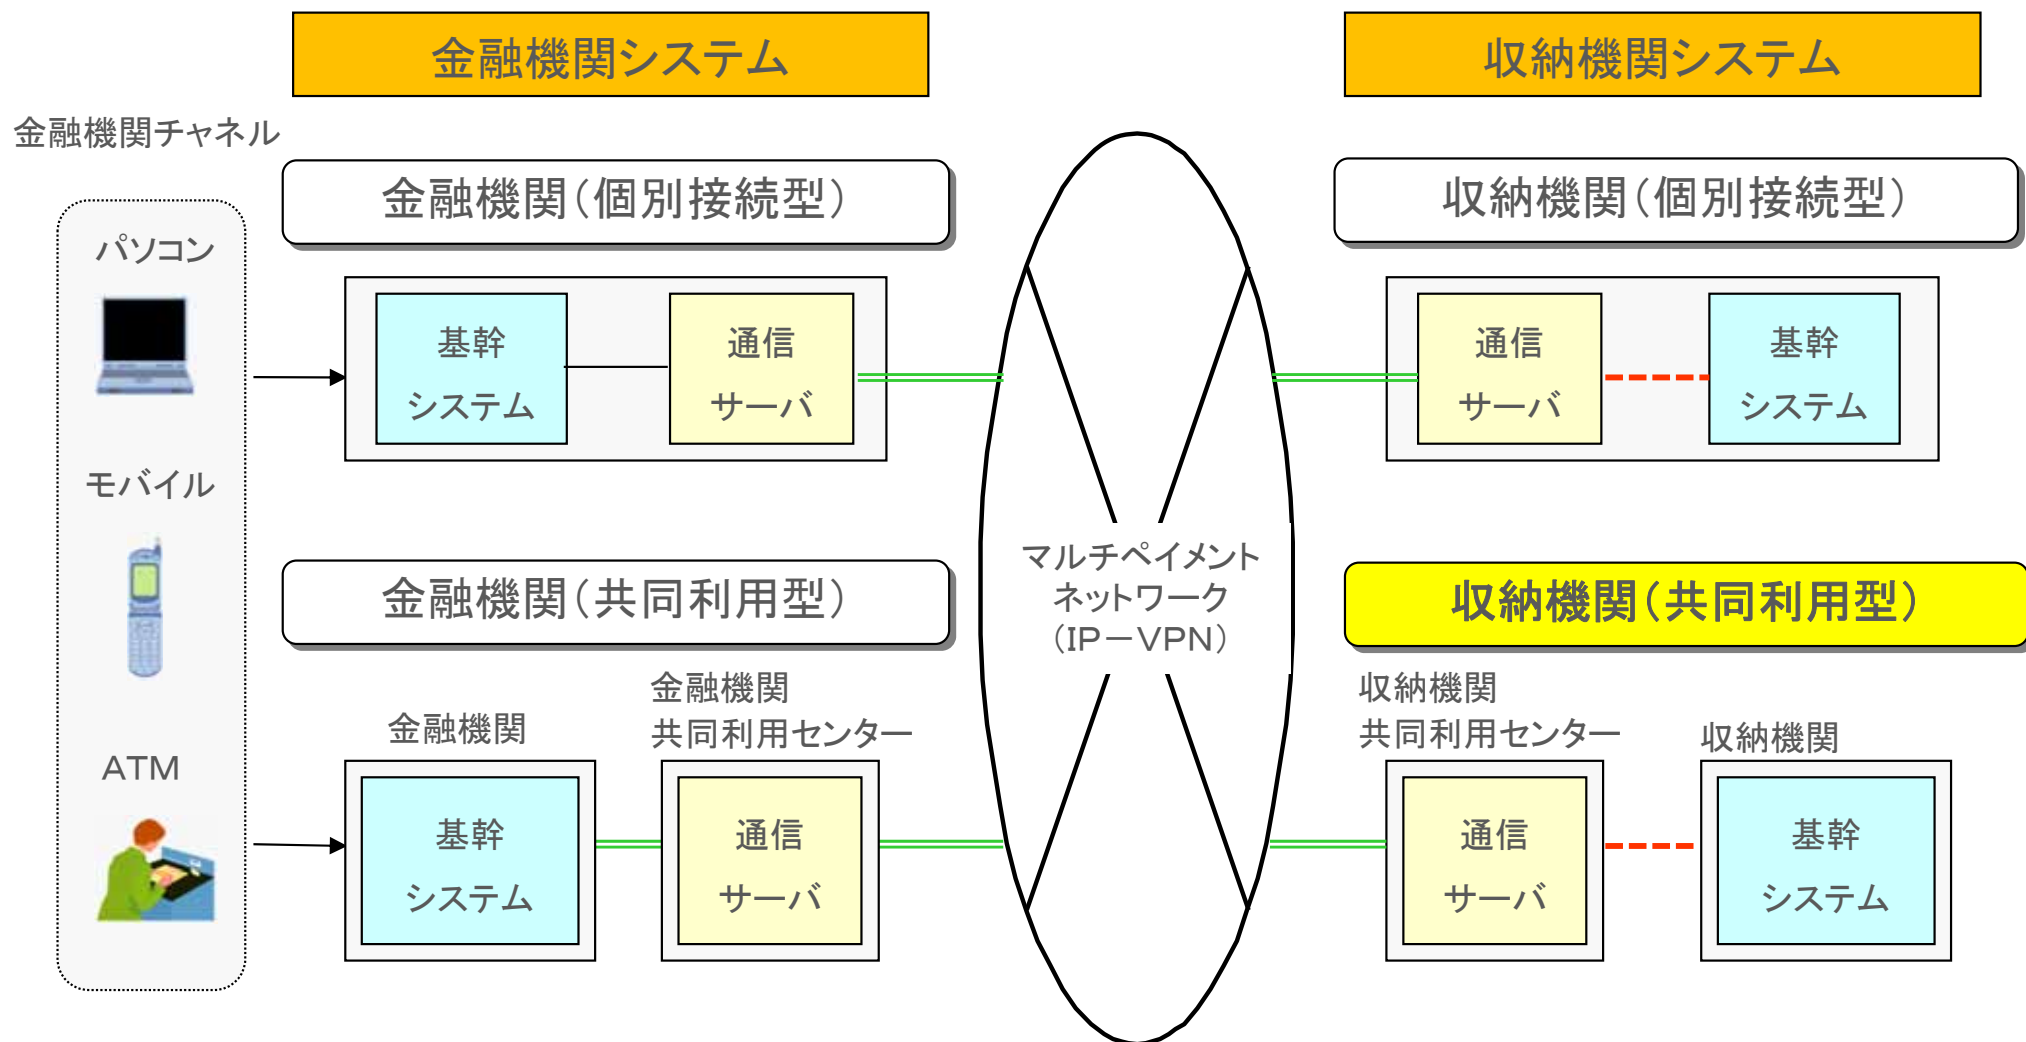 金融機関システム
収納機関システム
金融機関チャネル
金融機関（個別接続型）
収納機関（個別接続型）
パソコン
基幹
システム
通信
サーバ
通信
サーバ
基幹
システム
モバイル
マルチペイメント
ネットワーク
（IP－VPN）
金融機関（共同利用型）
収納機関（共同利用型）
金融機関
金融機関
共同利用センター
収納機関
共同利用センター
収納機関
ATM
基幹
システム
通信
サーバ
通信
サーバ
基幹
システム